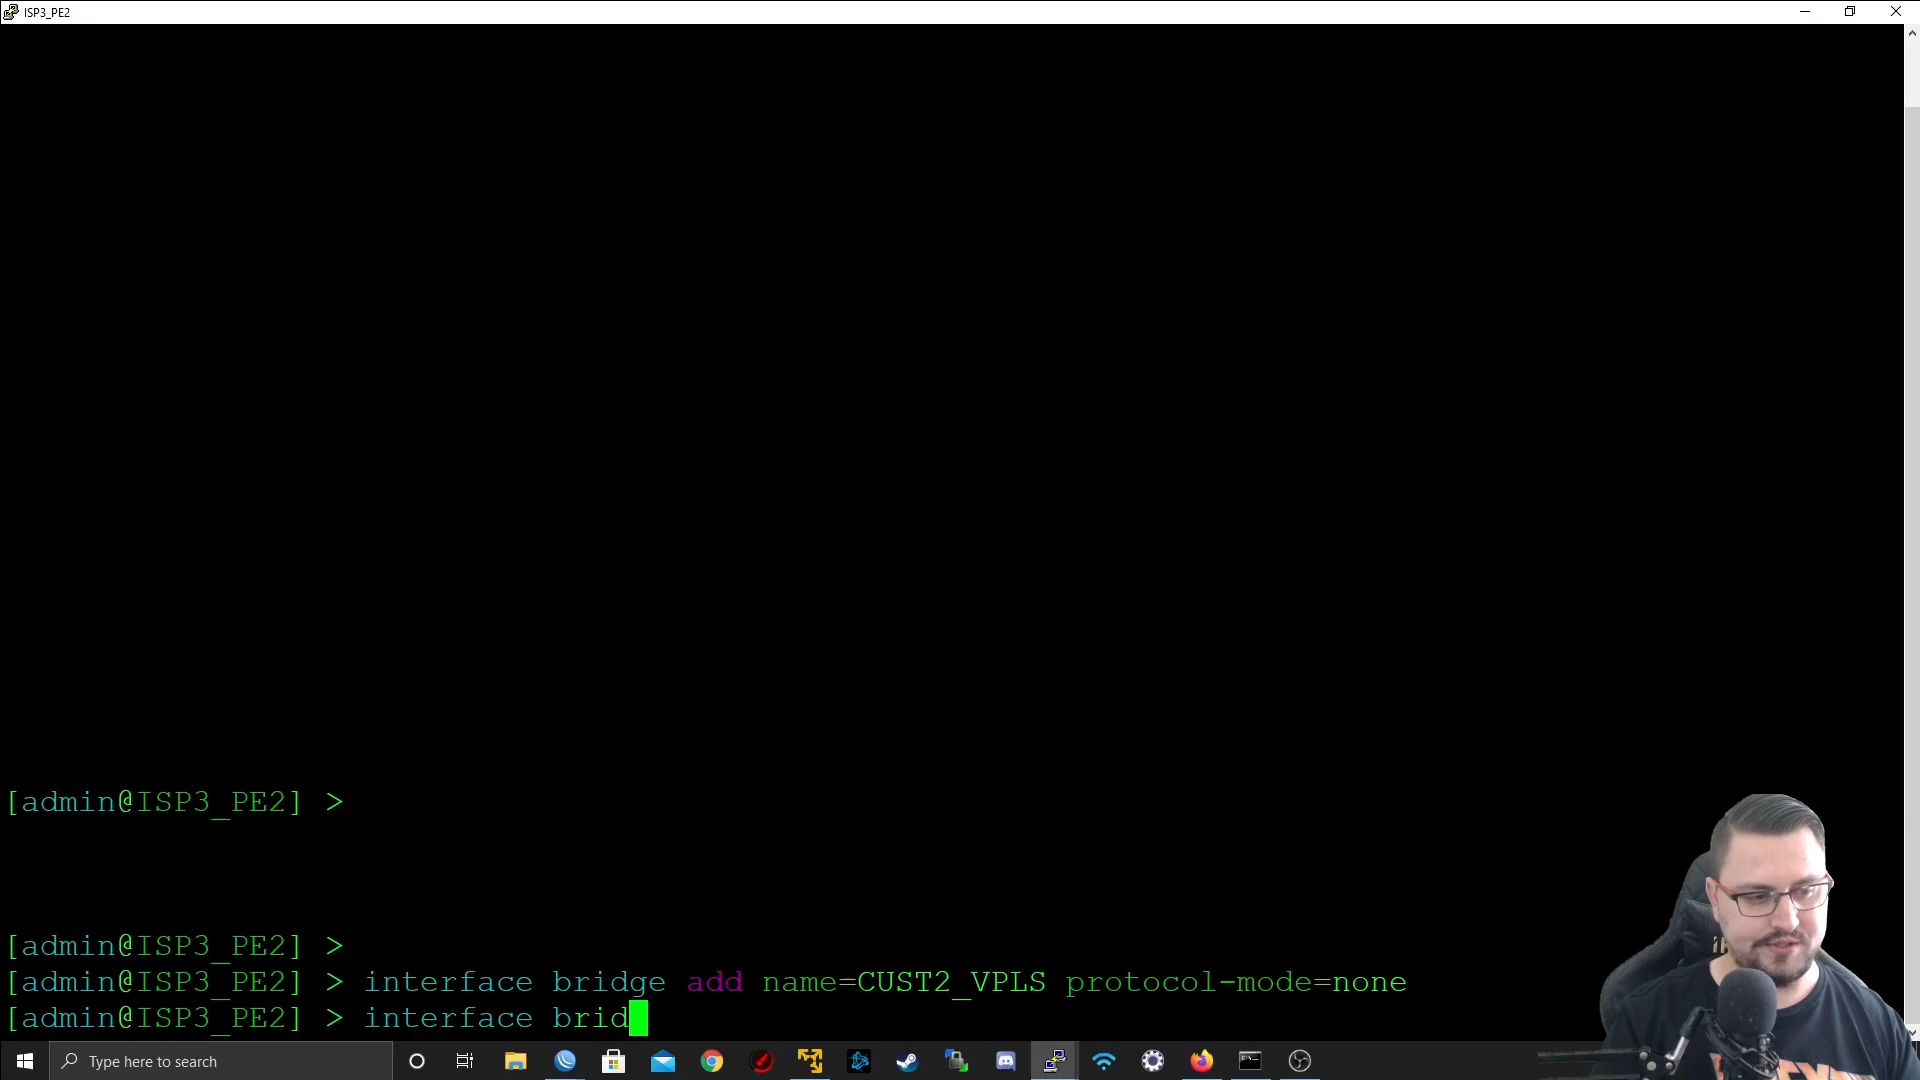 ISP3_PE2
[admin@ISP3_PE2] >
[admin@ISP3_PE2] >
[admin@ISP3_PE2] > interface bridge add name=CUST2_VPLS protocol-mode=none
[admin@ISP3_PE2] > interface brid
Type here to search